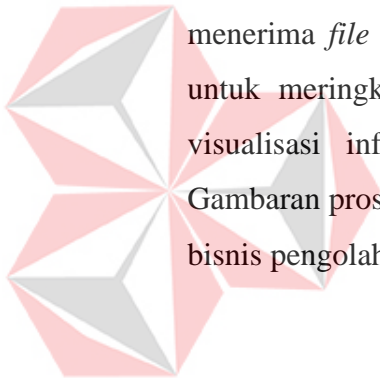 menerima file
untuk meringk
visualisasi inf
Gambaran pros
bisnis pengolah